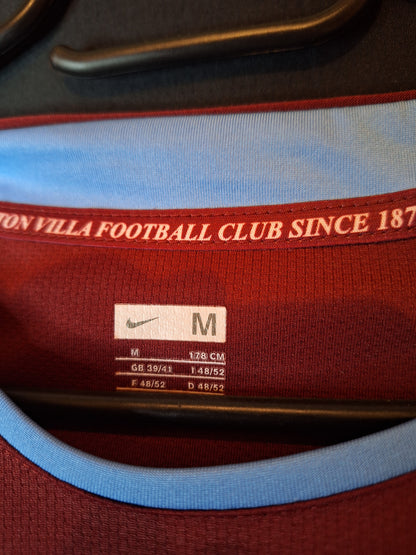 TON VILLA FOOTBALL CLUB SINCE 187
M
M 178 CM
GB 39/41 I 48/52
F 48/52 D 48/52